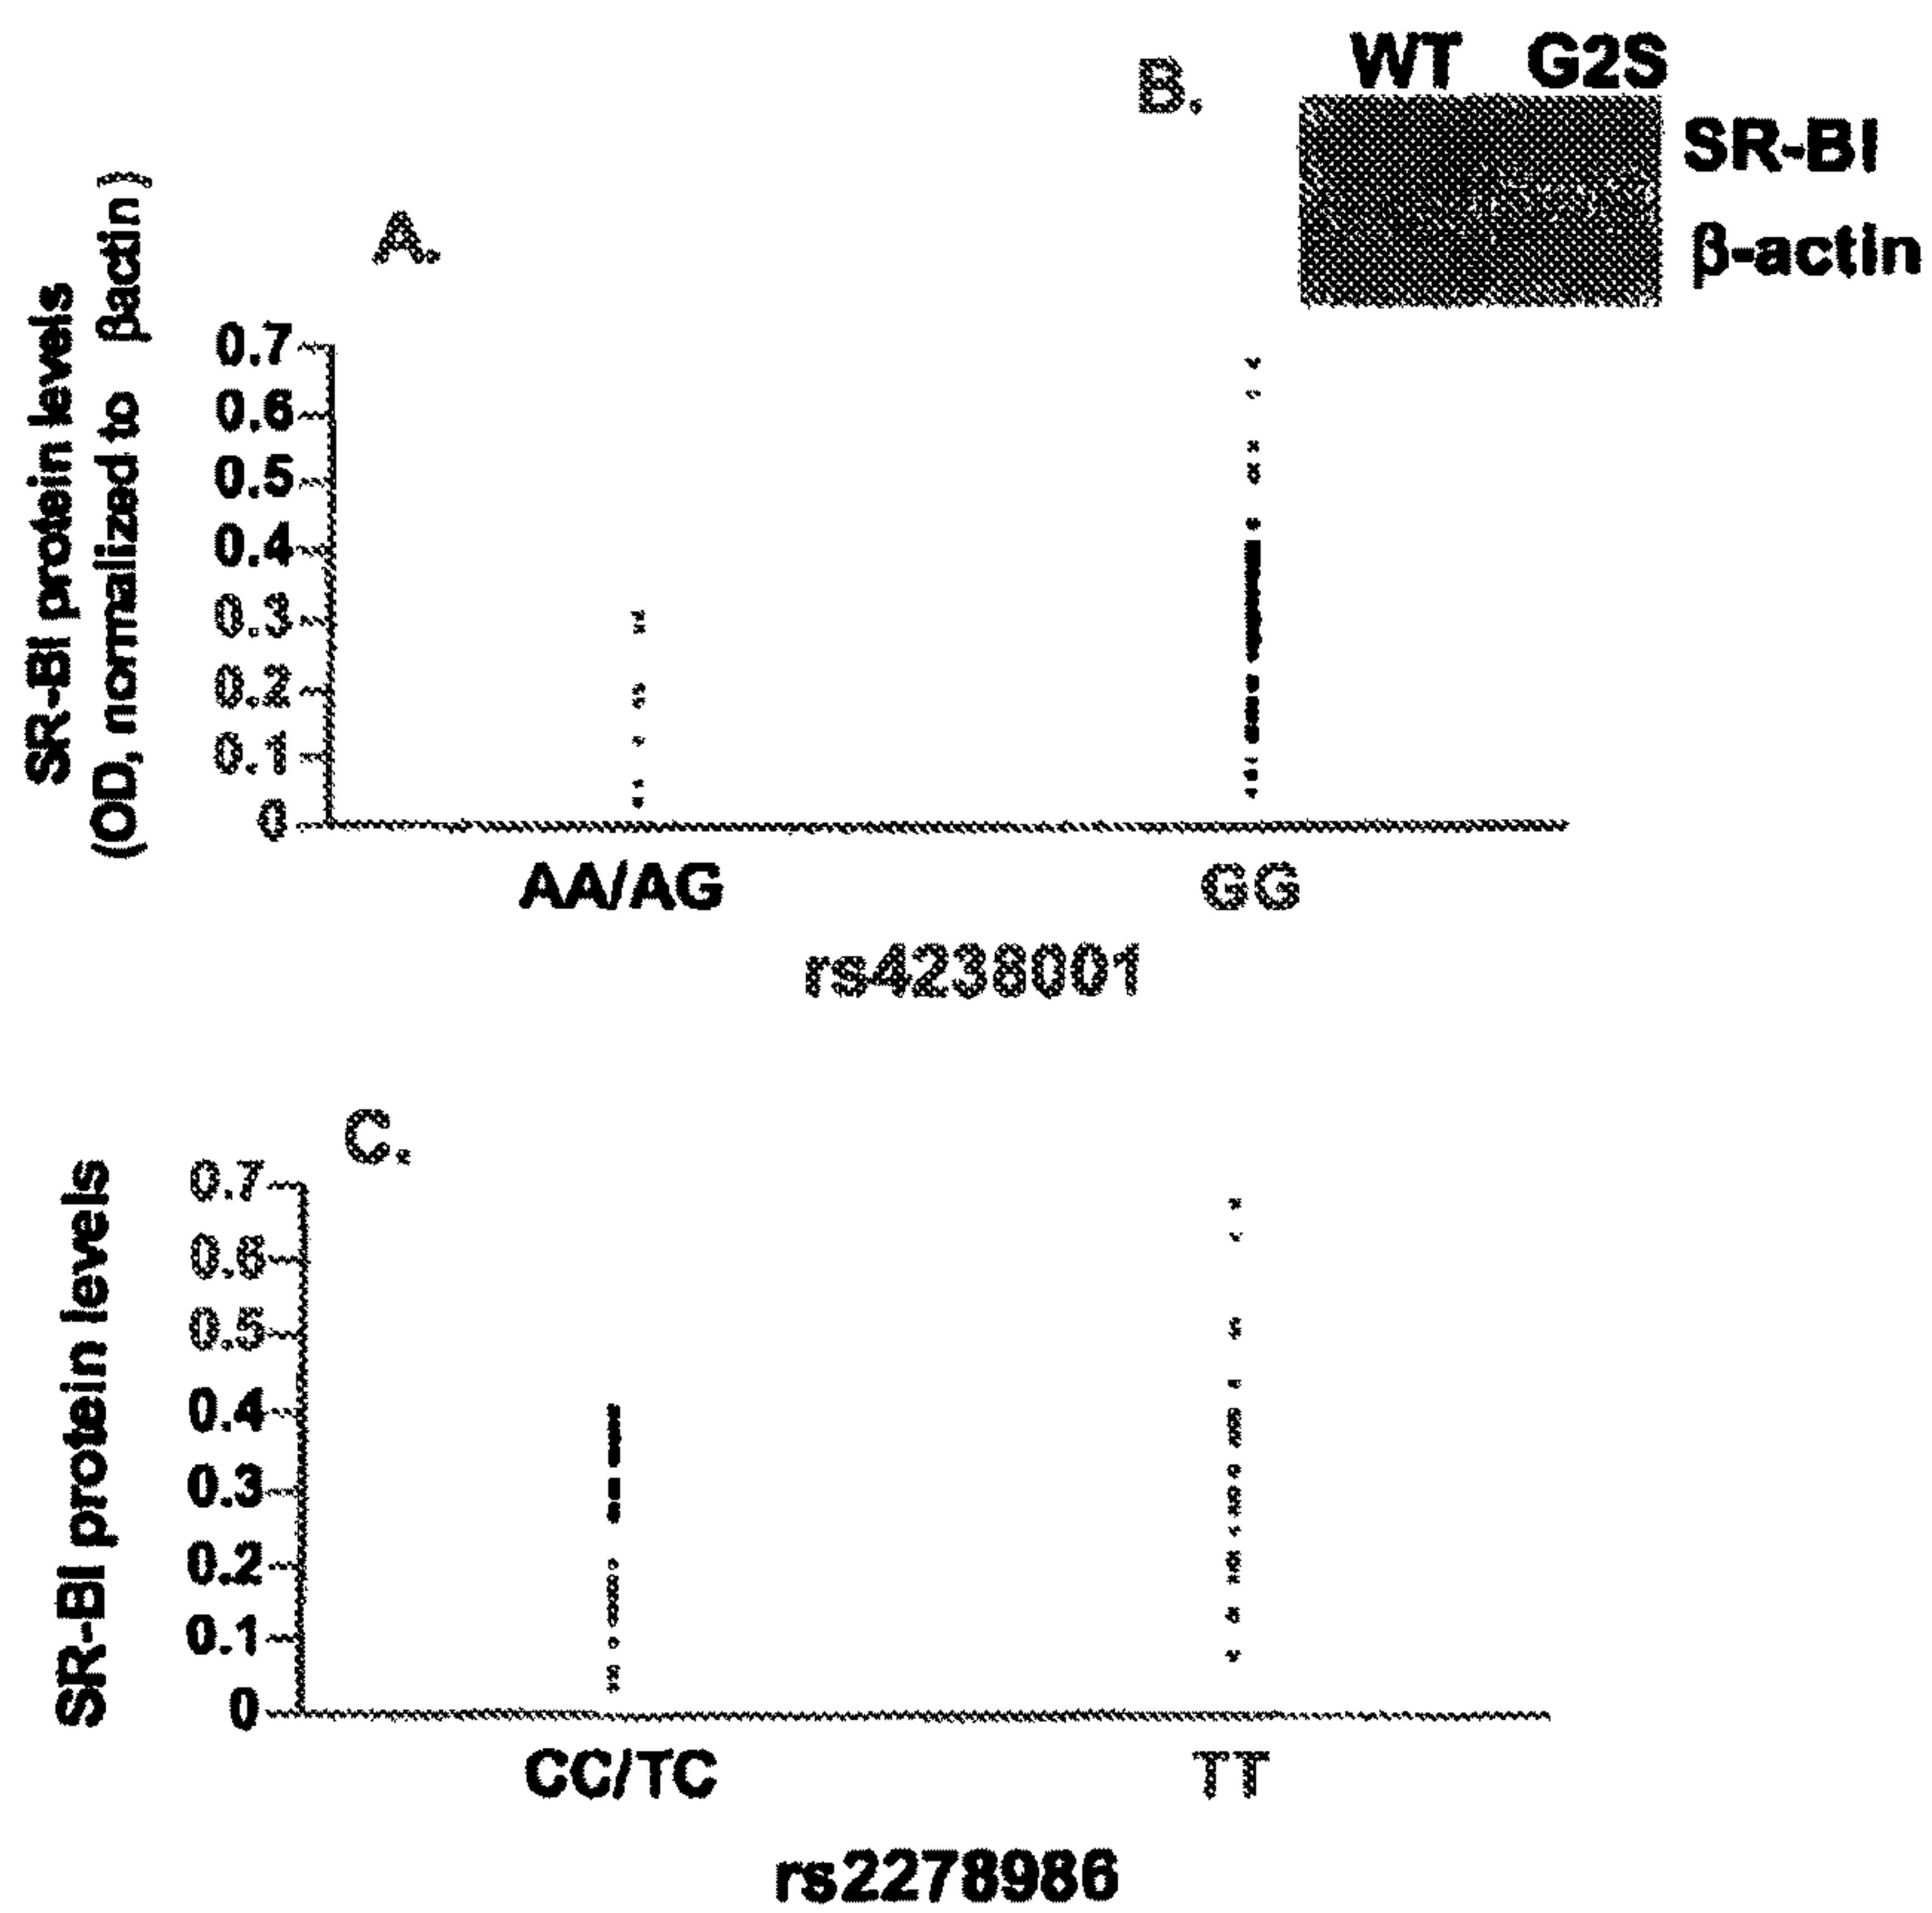 B.
WT G2S
SR-BI
β-actin
A.
SR-BI protein levels
(OD, normalized to βactin)
0.7
0.6
0.5
0.4
0.3
0.2
0.1
0
AA/AG GG
rs4238001
C.
SR-BI protein levels
0.7
0.6
0.5
0.4
0.3
0.2
0.1
0
CC/TC TT
rs2278986